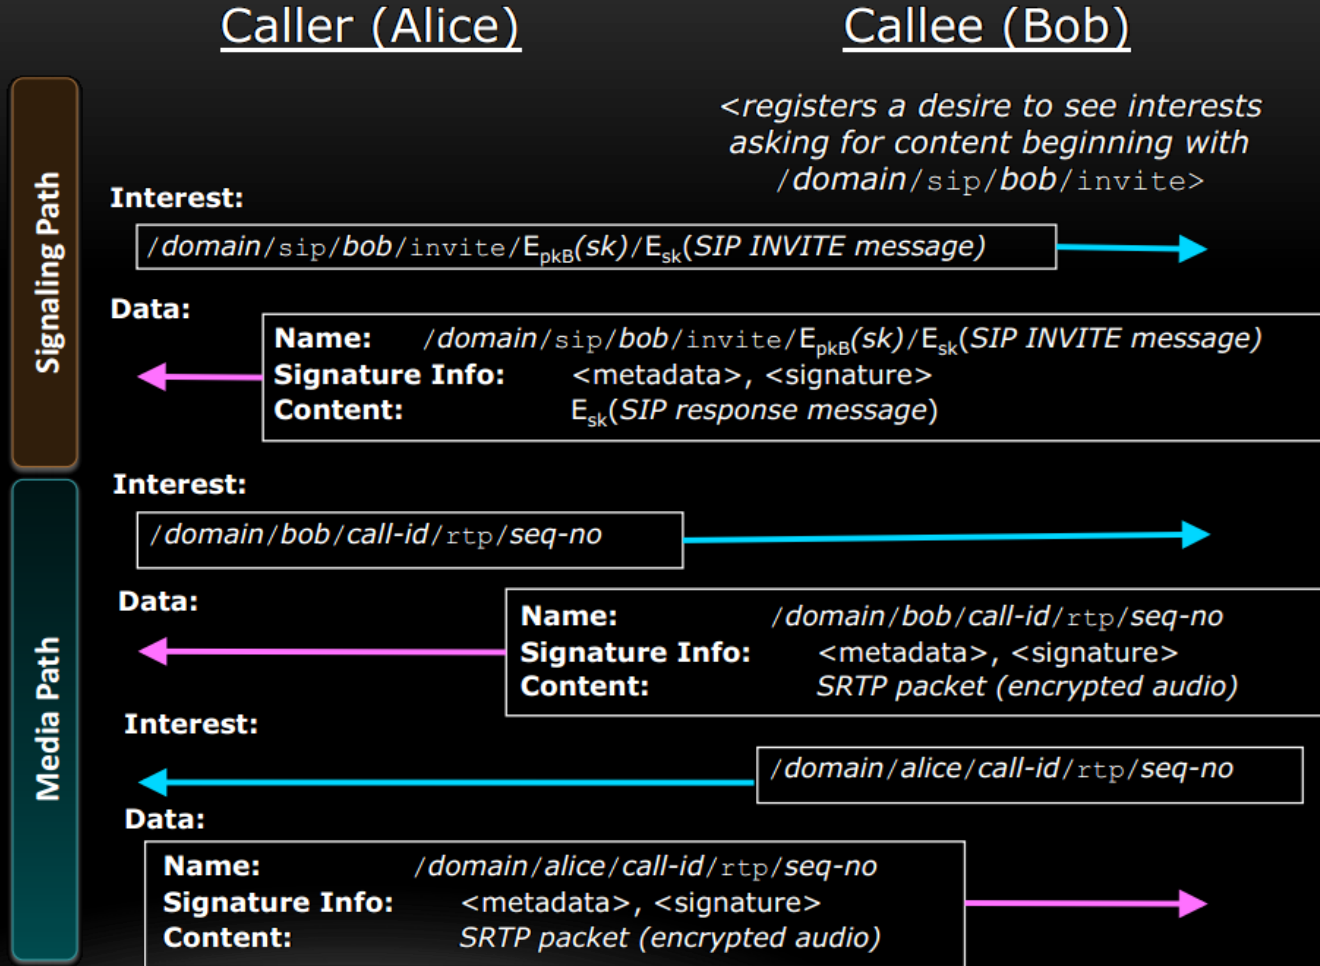 Caller (Alice)
Callee (Bob)
<registers a desire to see interests
asking for content beginning with
/domain/sip/bob/invite>
Signaling Path
Interest:
/domain/sip/bob/invite/EpkB(sk)/Esk(SIP INVITE message)
Data:
Name: /domain/sip/bob/invite/EpkB(sk)/Esk(SIP INVITE message)
Signature Info: <metadata>, <signature>
Content: Esk(SIP response message)
Media Path
Interest:
/domain/bob/call-id/rtp/seq-no
Data:
Name: /domain/bob/call-id/rtp/seq-no
Signature Info: <metadata>, <signature>
Content: SRTP packet (encrypted audio)
Interest:
/domain/alice/call-id/rtp/seq-no
Data:
Name: /domain/alice/call-id/rtp/seq-no
Signature Info: <metadata>, <signature>
Content: SRTP packet (encrypted audio)